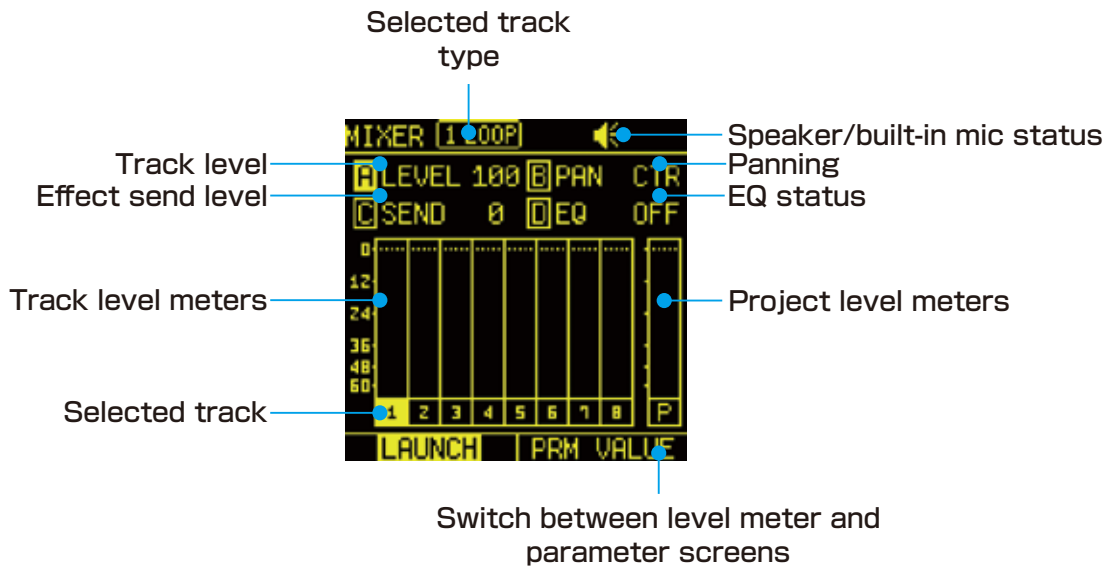 Selected track
type
MIXER 1 LOOP
Speaker/built-in mic status
Track level
Panning
A LEVEL 100 B PAN CTR
Effect send level
EQ status
C SEND 0 D EQ OFF
0
12
Track level meters
Project level meters
24
36
48
60
Selected track
1 2 3 4 5 6 7 8 P
LAUNCH PRM VALUE
Switch between level meter and
parameter screens